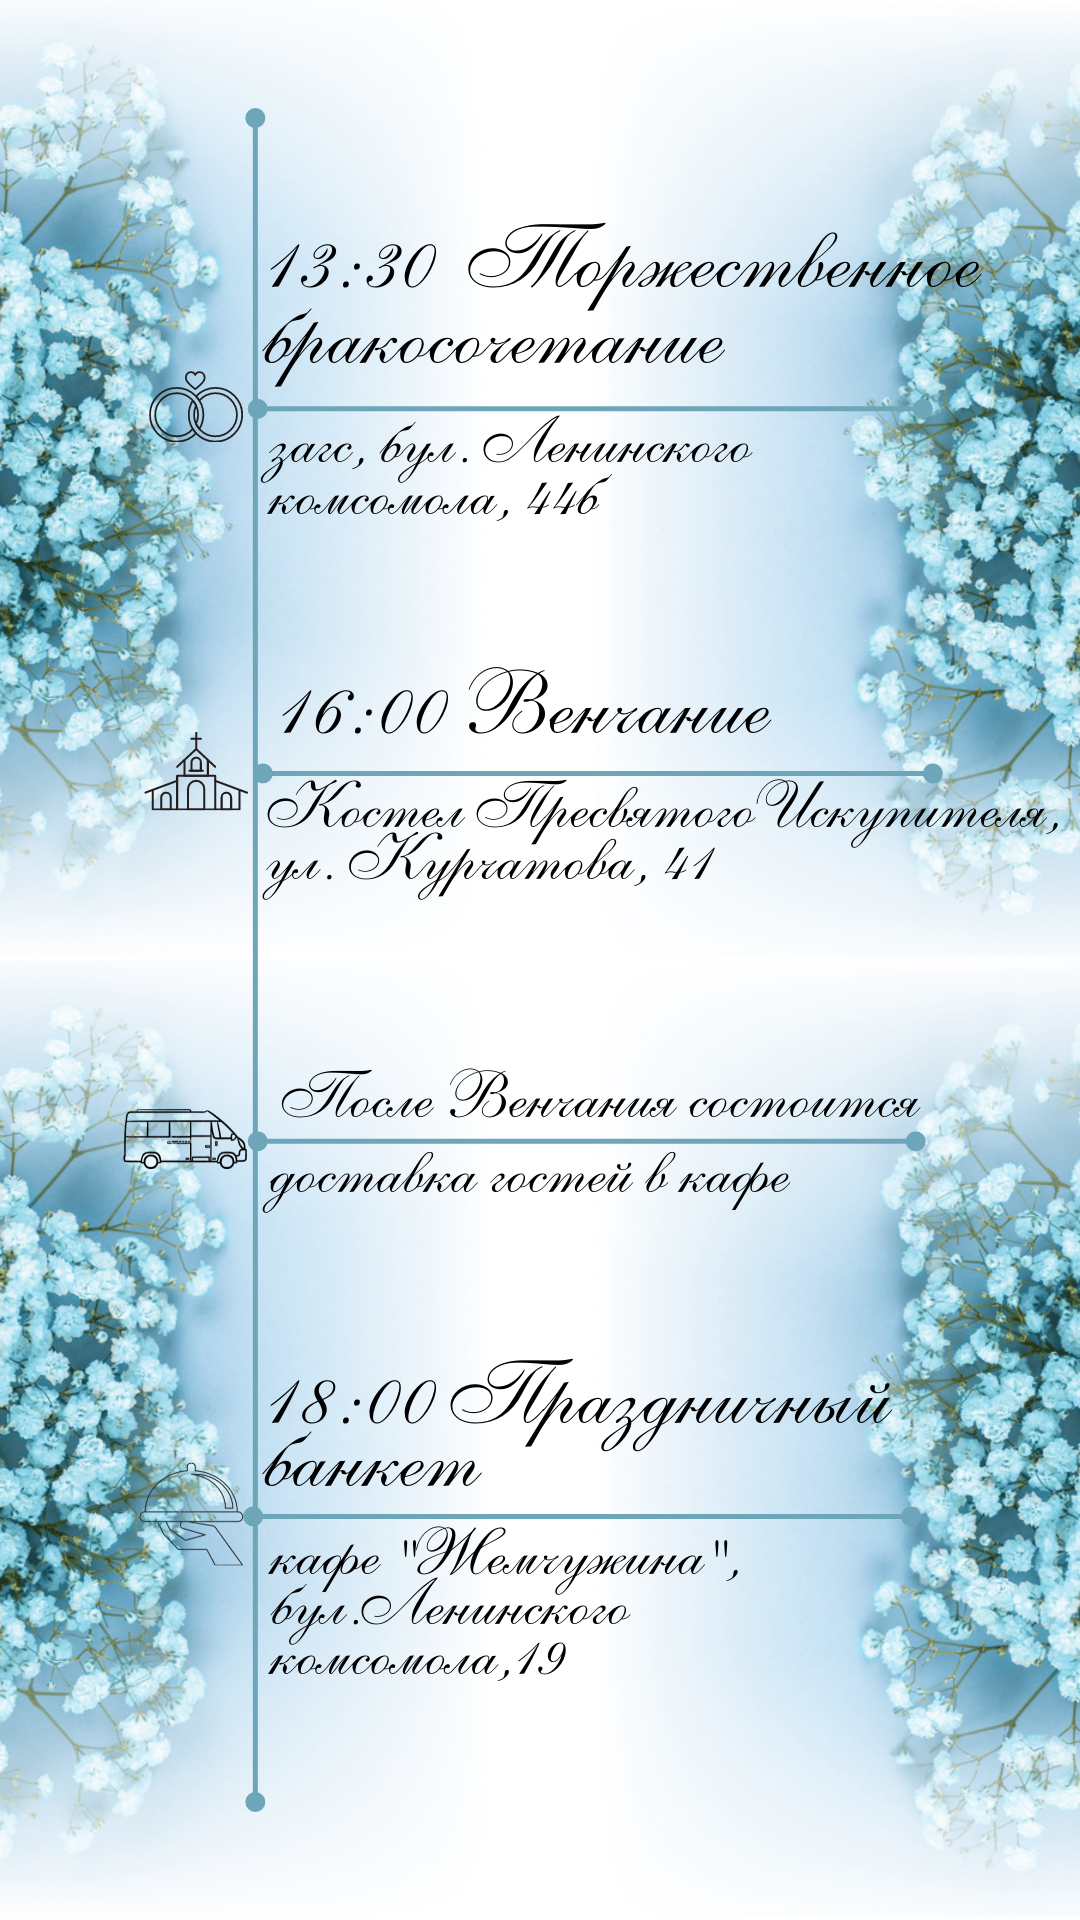 13:30 Торжественное
бракосочетание
загс, бул. Ленинского
комсомола, 44б
16:00 Венчание
Костел Пресвятого Искупителя,
ул. Курчатова, 41
После Венчания состоится
доставка гостей в кафе
18:00 Праздничный
банкет
кафе "Жемчужина",
бул.Ленинского
комсомола,19